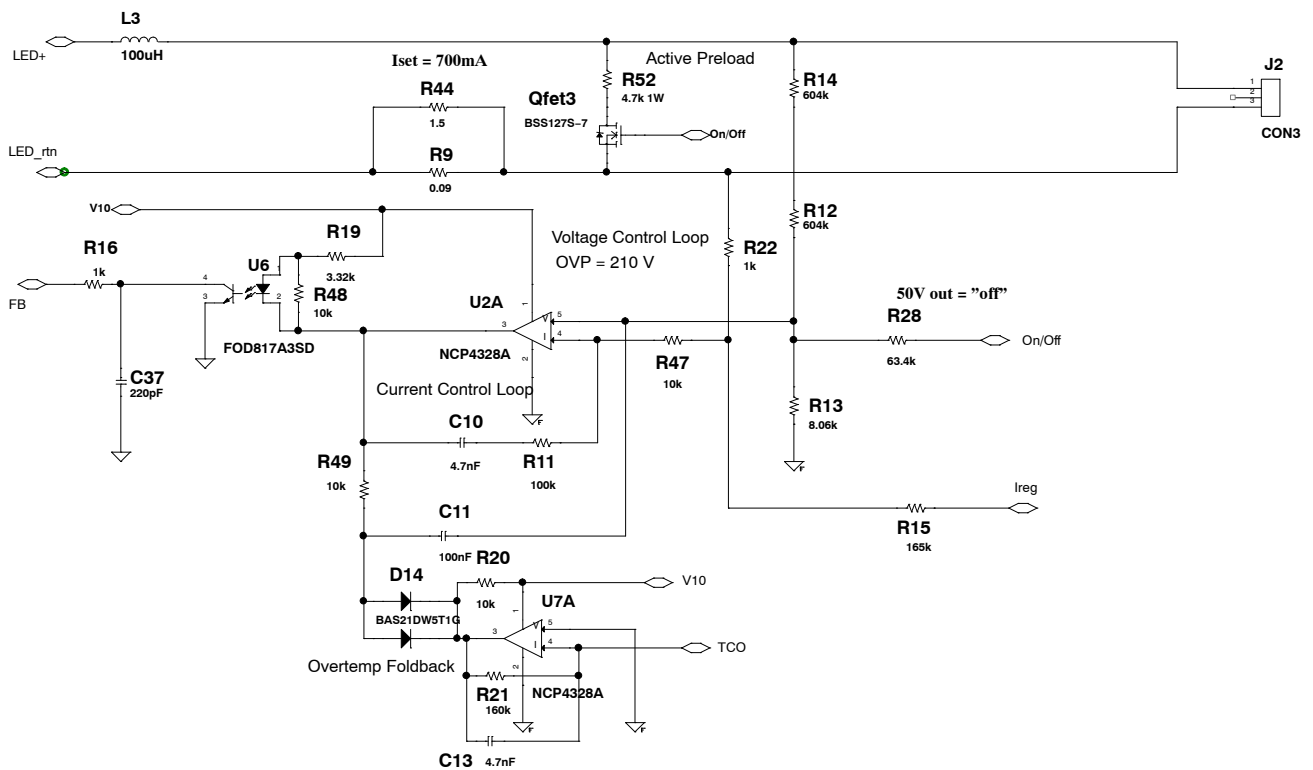 L3
LED+
100uH
Iset = 700mA
Active Preload
R44
1.5
Qfet3
BSS127S-7
R52
4.7k 1W
On/Off
R14
604k
J2
1
2
3
CON3
LED_rtn
R9
0.09
V10
R19
3.32k
Voltage Control Loop
OVP = 210 V
R22
1k
R12
604k
R16
1k
FB
U6
4
3
1
2
R48
10k
FOD817A3SD
U2A
1
3
V 5
I 4
2
NCP4328A
50V out = ”off”
R28
63.4k
On/Off
R47
10k
C37
220pF
Current Control Loop
F
R13
8.06k
F
C10
4.7nF
R11
100k
R49
10k
C11
100nF
Ireg
R15
165k
D14
BAS21DW5T1G
R20
10k
V10
U7A
1
3
V 5
I 4
2
TCO
Overtemp Foldback
R21
160k
NCP4328A
F
F
C13
4.7nF